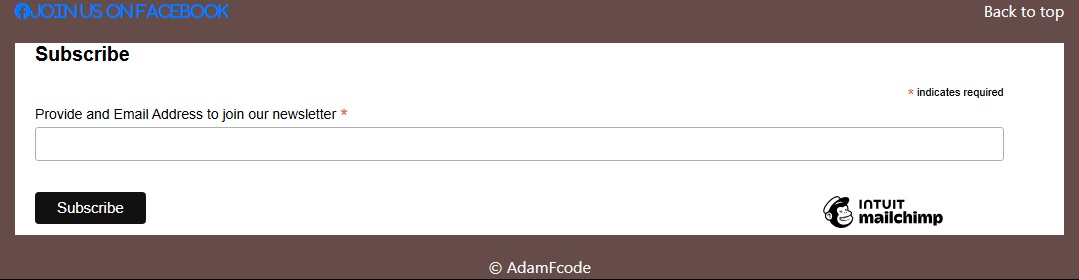 JOIN US ON FACEBOOK
Back to top
Subscribe
* indicates required
Provide and Email Address to join our newsletter *
Subscribe
INTUIT
mailchimp
© AdamFcode